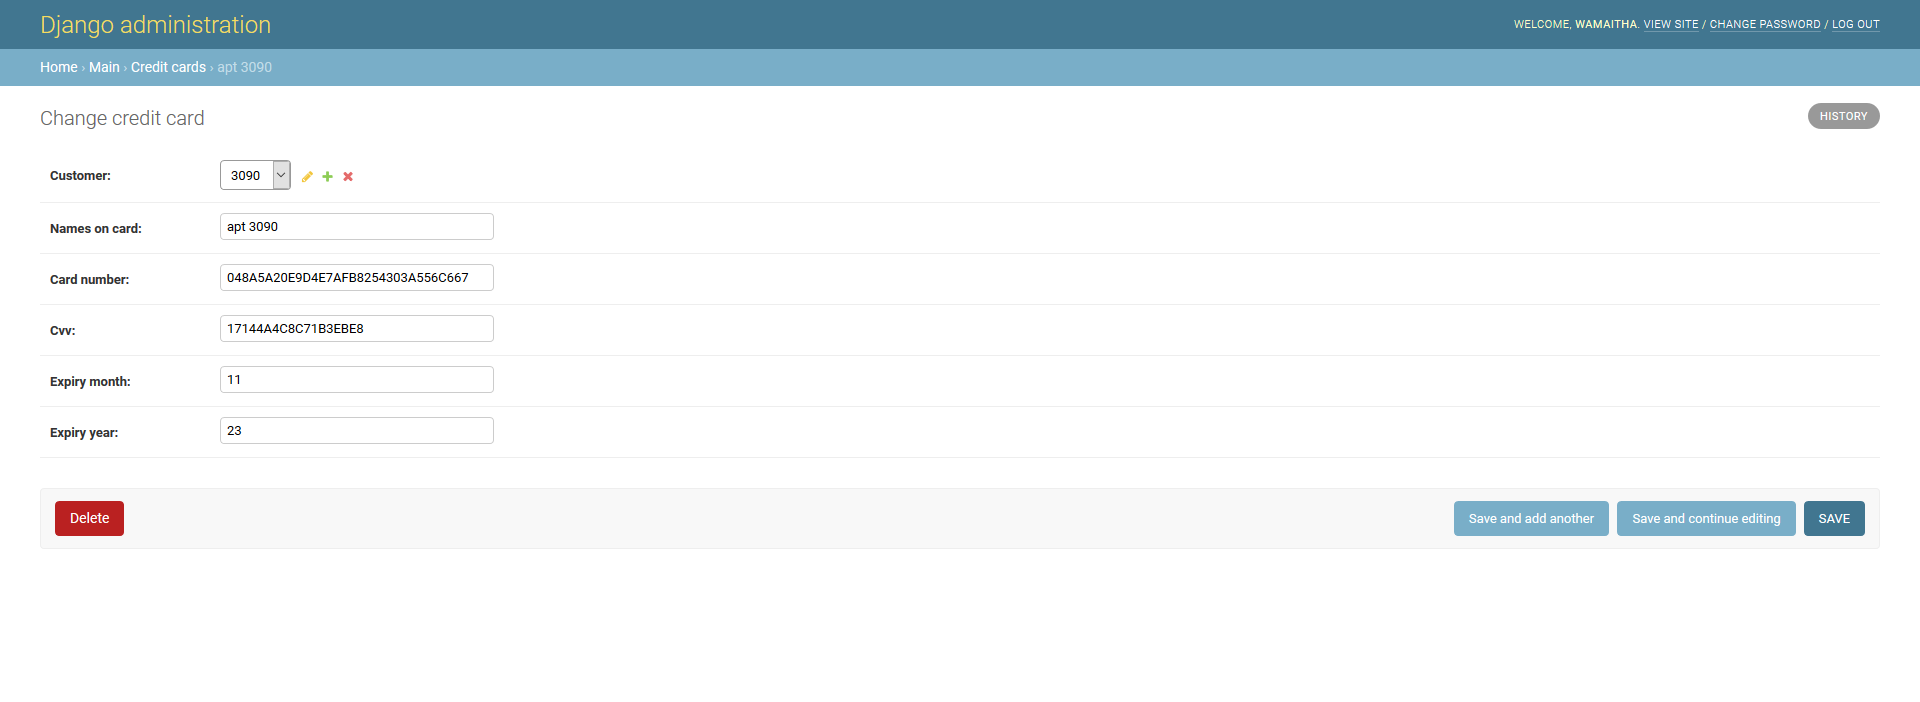 Django administration
WELCOME, WAMAITHA. VIEW SITE / CHANGE PASSWORD / LOG OUT
Home › Main › Credit cards › apt 3090
Change credit card
HISTORY
Customer: 3090
Names on card: apt 3090
Card number: 048A5A20E9D4E7AFB8254303A556C667
Cvv: 17144A4C8C71B3EBE8
Expiry month: 11
Expiry year: 23
Delete
Save and add another
Save and continue editing
SAVE